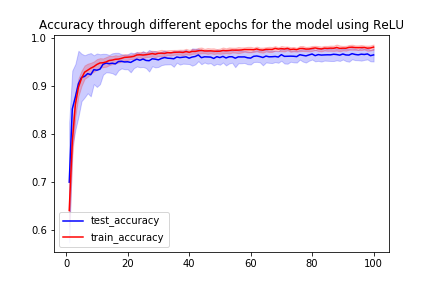 Accuracy through different epochs for the model using ReLU
1.0
0.9
0.8
0.7
0.6
test_accuracy
train_accuracy
0 20 40 60 80 100